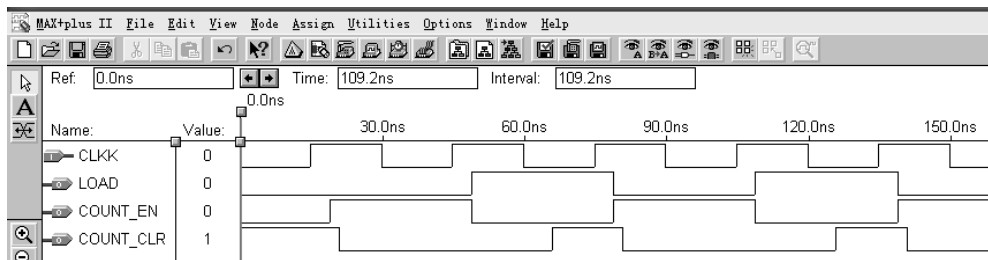 MAX+plus II File Edit View Node Assign Utilities Options Window Help
Ref: 0.0ns Time: 109.2ns Interval: 109.2ns
0.0ns
Name: Value: 30.0ns 60.0ns 90.0ns 120.0ns 150.0ns
CLKK 0
LOAD 0
COUNT_EN 0
COUNT_CLR 1